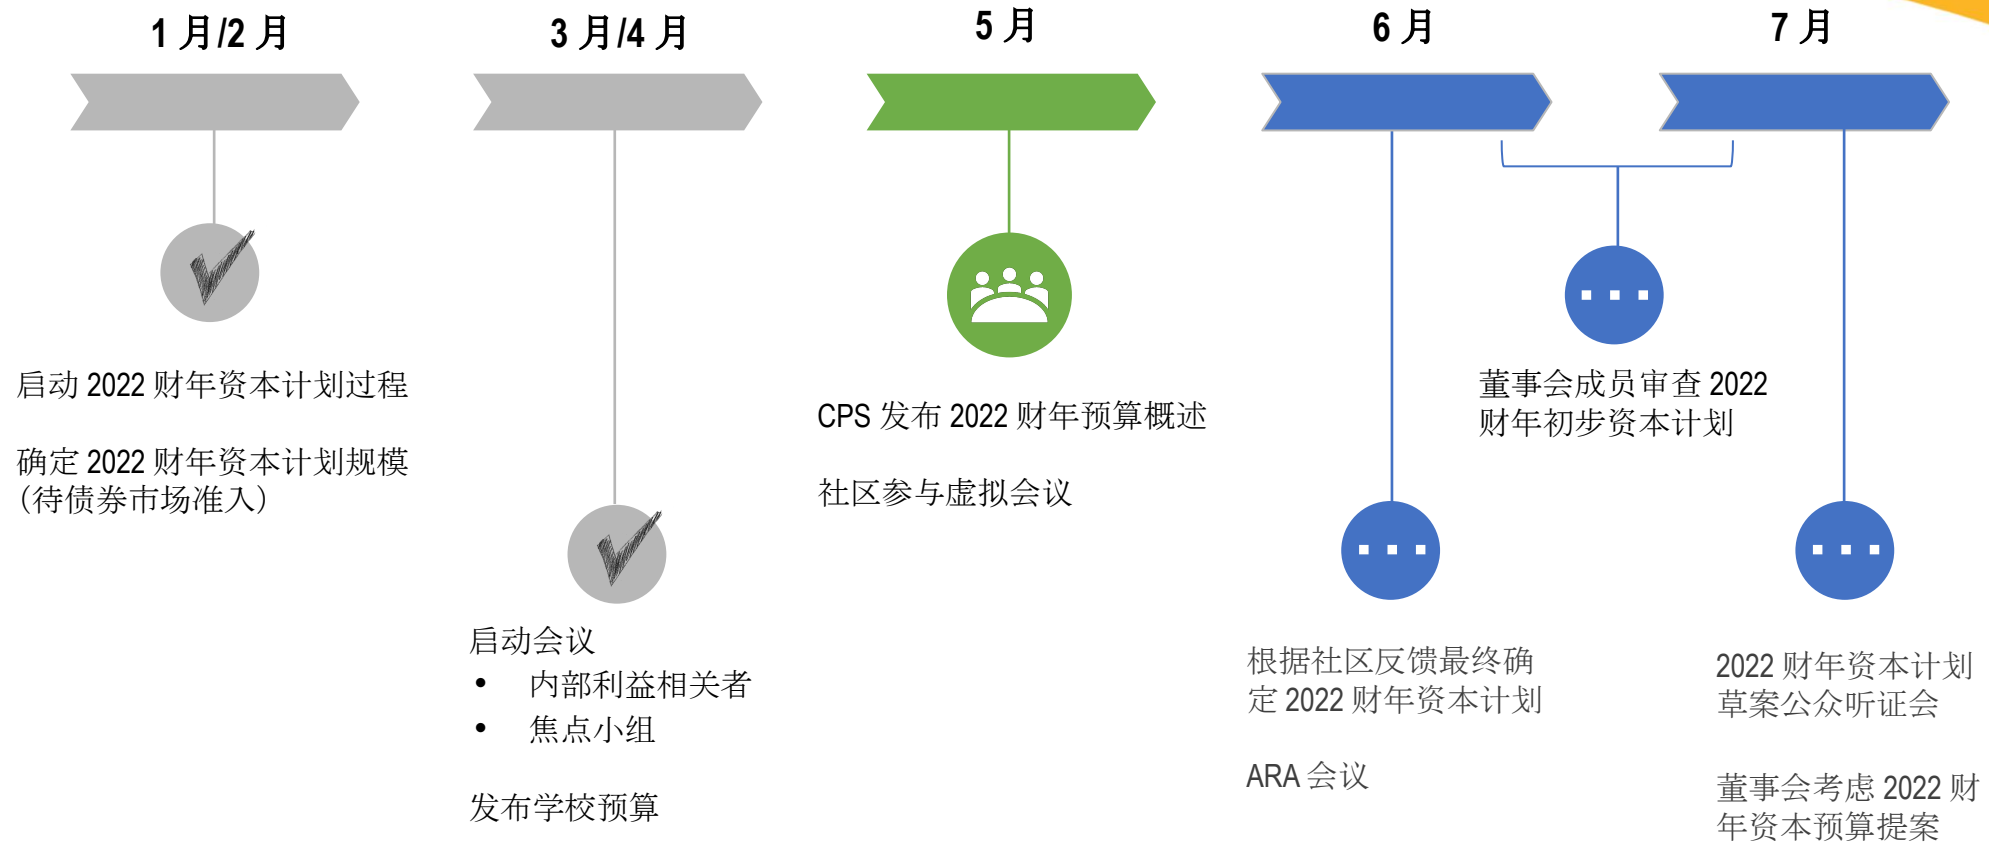 1 月/2 月
3 月/4 月
5 月
6 月
7 月
启动 2022 财年资本计划过程
确定 2022 财年资本计划规模
（待债券市场准入）
启动会议
• 内部利益相关者
• 焦点小组
发布学校预算
CPS 发布 2022 财年预算概述
社区参与虚拟会议
董事会成员审查 2022
财年初步资本计划
根据社区反馈最终确
定 2022 财年资本计划
ARA 会议
2022 财年资本计划
草案公众听证会
董事会考虑 2022 财
年资本预算提案